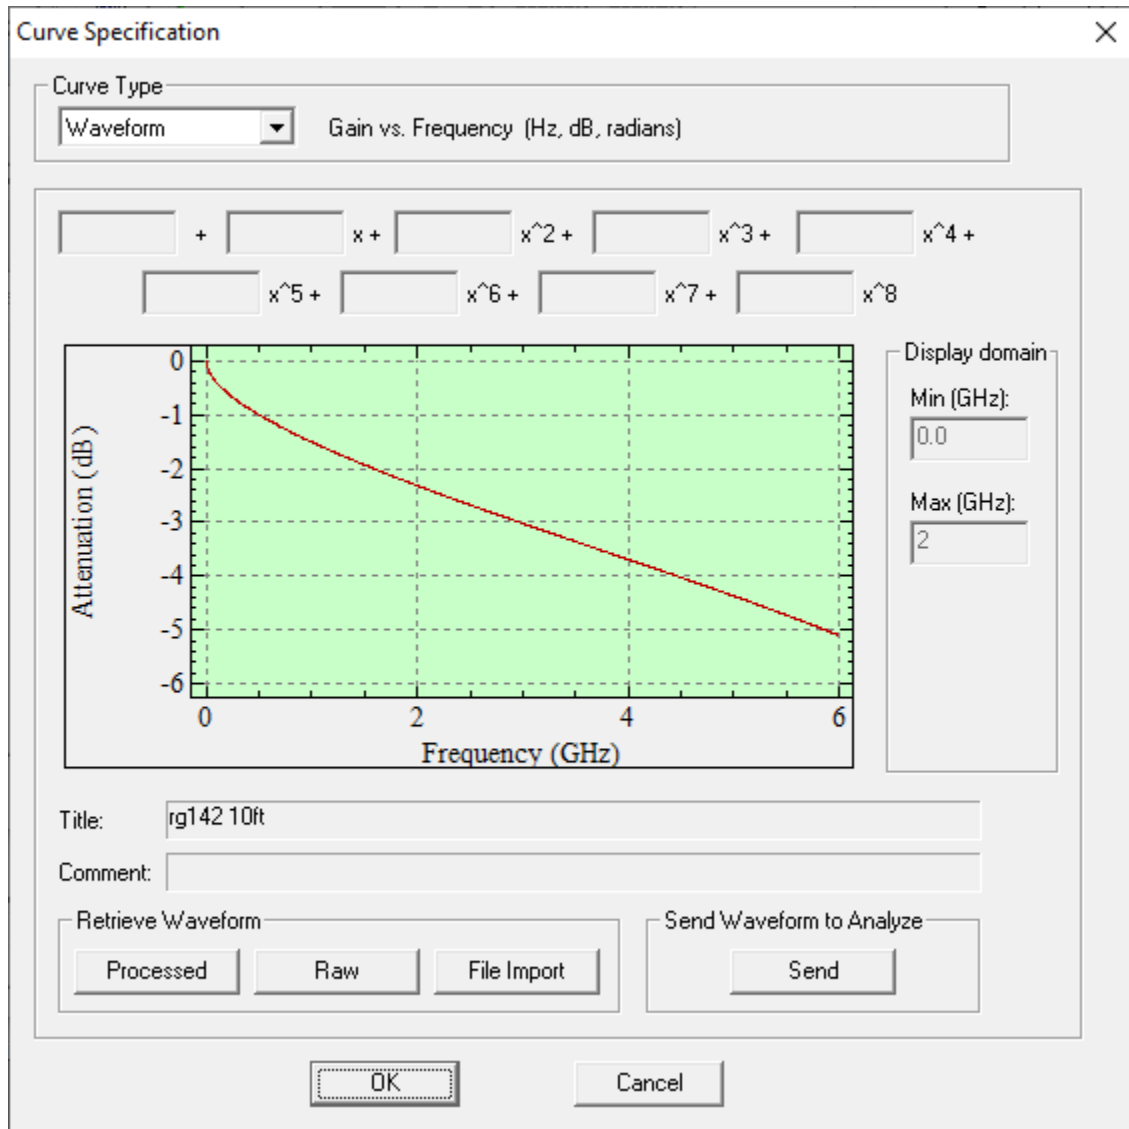 Curve Specification
Curve Type
Waveform
Gain vs. Frequency (Hz, dB, radians)
+ x + x^2 + x^3 + x^4 +
x^5 + x^6 + x^7 + x^8
Attenuation (dB)
0
-1
-2
-3
-4
-5
-6
0 2 4 6
Frequency (GHz)
Display domain
Min (GHz):
0.0
Max (GHz):
2
Title: rg142 10ft
Comment:
Retrieve Waveform
Processed Raw File Import
Send Waveform to Analyze
Send
OK Cancel